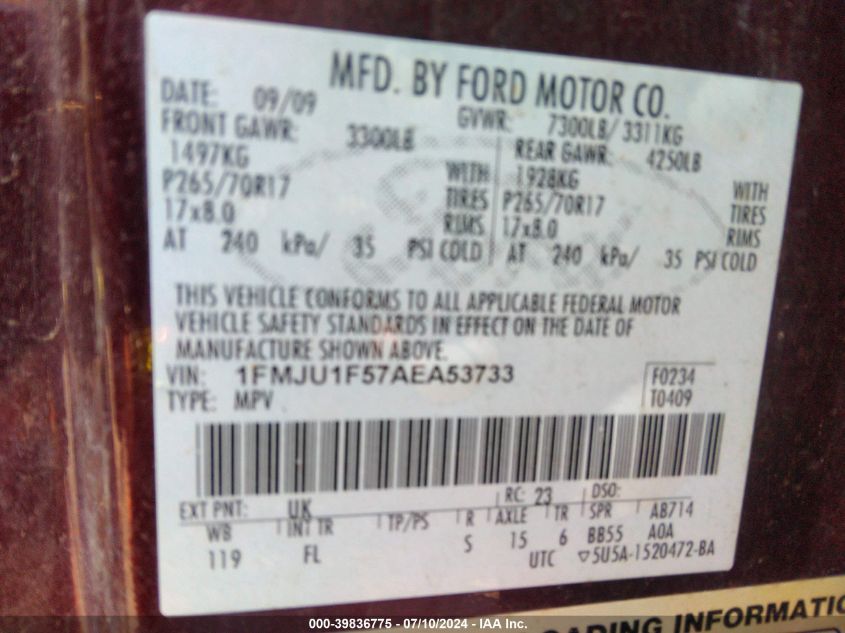 MFD. BY FORD MOTOR CO.
DATE: 09/09 GVWR: 7300LB/ 3311KG
FRONT GAWR: 3300LB REAR GAWR: 4250LB
1497KG WITH 1928KG WITH
P265/70R17 TIRES P265/70R17 TIRES
17x8.0 RIMS 17x8.0 RIMS
AT 240 kPa/ 35 PSI COLD AT 240 kPa/ 35 PSI COLD
THIS VEHICLE CONFORMS TO ALL APPLICABLE FEDERAL MOTOR
VEHICLE SAFETY STANDARDS IN EFFECT ON THE DATE OF
MANUFACTURE SHOWN ABOVE.
VIN: 1FMJU1F57AEA53733 F0234
TYPE: MPV T0409
EXT PNT: UK RC: 23 DSO:
WB INT TR TP/PS R AXLE TR SPR AB714
119 FL S 15 6 BB55 A0A
UTC ▽5U5A-1520472-BA
OADING INFORMATIO
000-39836775 - 07/10/2024 - IAA Inc.